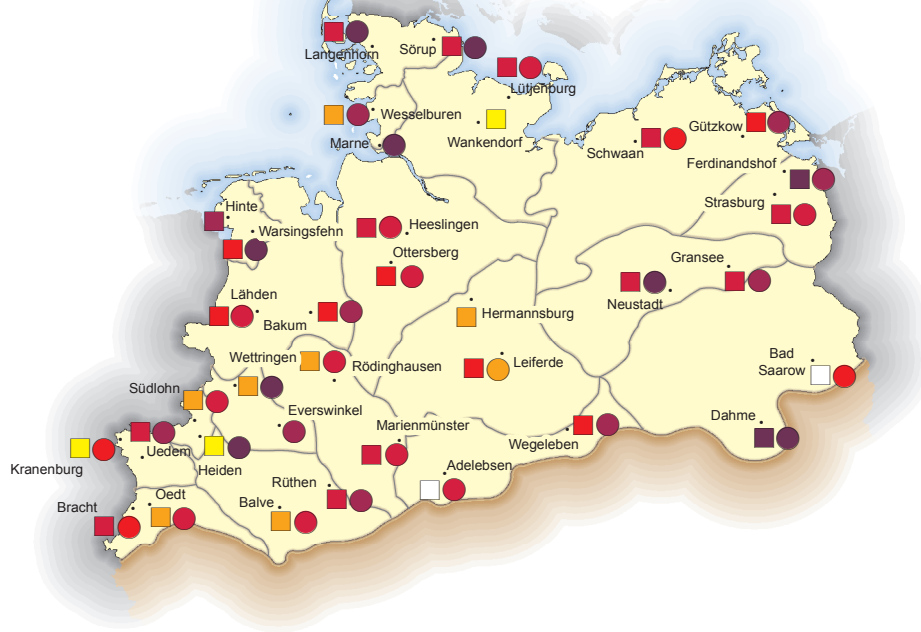 Langenhorn
Sörup
Lütjenburg
Wesselburen
Wankendorf
Marne
Gützkow
Schwaan
Ferdinandshof
Strasburg
Hinte
Warsingsfehn
Heeslingen
Ottersberg
Gransee
Neustadt
Lähden
Bakum
Hermannsburg
Wettringen
Rödinghausen
Leiferde
Bad
Saarow
Südlohn
Everswinkel
Marienmünster
Dahme
Wegeleben
Uedem
Kranenburg
Heiden
Adelebsen
Rüthen
Oedt
Balve
Bracht